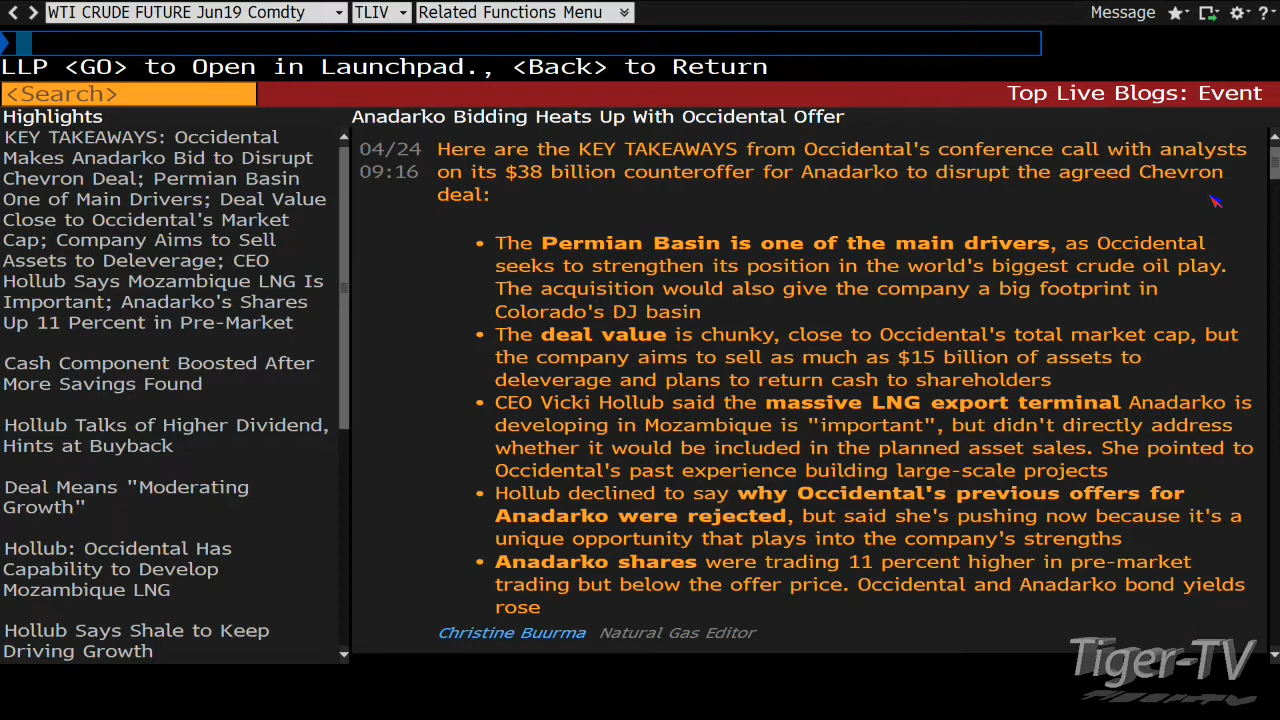 WTI CRUDE FUTURE Jun19 Comdty
TLIV
Related Functions Menu
Message
?
LLP <GO> to Open in Launchpad., <Back> to Return
<Search>
Top Live Blogs: Event
Highlights
KEY TAKEAWAYS: Occidental
Makes Anadarko Bid to Disrupt
Chevron Deal; Permian Basin
One of Main Drivers; Deal Value
Close to Occidental's Market
Cap; Company Aims to Sell
Assets to Deleverage; CEO
Hollub Says Mozambique LNG Is
Important; Anadarko's Shares
Up 11 Percent in Pre-Market
Cash Component Boosted After
More Savings Found
Hollub Talks of Higher Dividend,
Hints at Buyback
Deal Means "Moderating
Growth"
Hollub: Occidental Has
Capability to Develop
Mozambique LNG
Hollub Says Shale to Keep
Driving Growth
Anadarko Bidding Heats Up With Occidental Offer
04/24
09:16
Here are the KEY TAKEAWAYS from Occidental's conference call with analysts
on its $38 billion counteroffer for Anadarko to disrupt the agreed Chevron
deal:
• The Permian Basin is one of the main drivers, as Occidental
seeks to strengthen its position in the world's biggest crude oil play.
The acquisition would also give the company a big footprint in
Colorado's DJ basin
• The deal value is chunky, close to Occidental's total market cap, but
the company aims to sell as much as $15 billion of assets to
deleverage and plans to return cash to shareholders
• CEO Vicki Hollub said the massive LNG export terminal Anadarko is
developing in Mozambique is "important", but didn't directly address
whether it would be included in the planned asset sales. She pointed to
Occidental's past experience building large-scale projects
• Hollub declined to say why Occidental's previous offers for
Anadarko were rejected, but said she's pushing now because it's a
unique opportunity that plays into the company's strengths
• Anadarko shares were trading 11 percent higher in pre-market
trading but below the offer price. Occidental and Anadarko bond yields
rose
Christine Buurma Natural Gas Editor
Tiger-TV